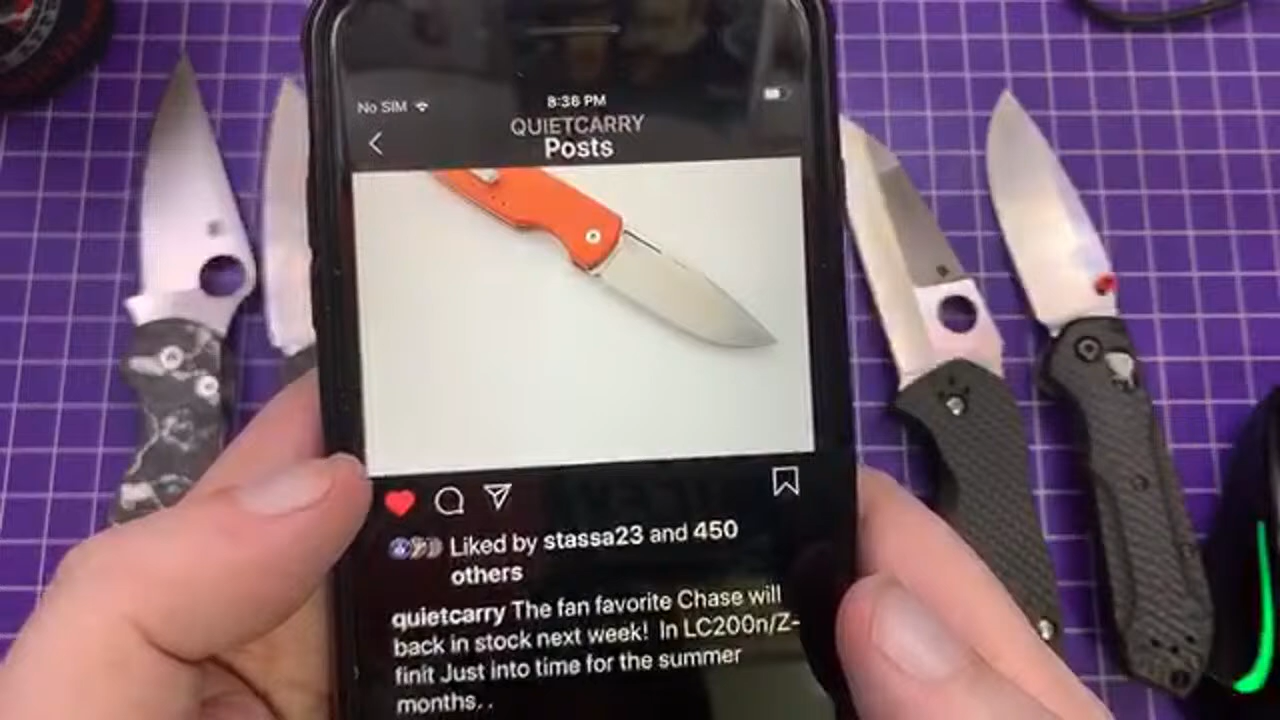 No SIM 8:36 PM
QUIETCARRY
Posts
Liked by stassa23 and 450
others
quietcarry The fan favorite Chase will
back in stock next week! In LC200n/Z-
finit Just into time for the summer
months. .